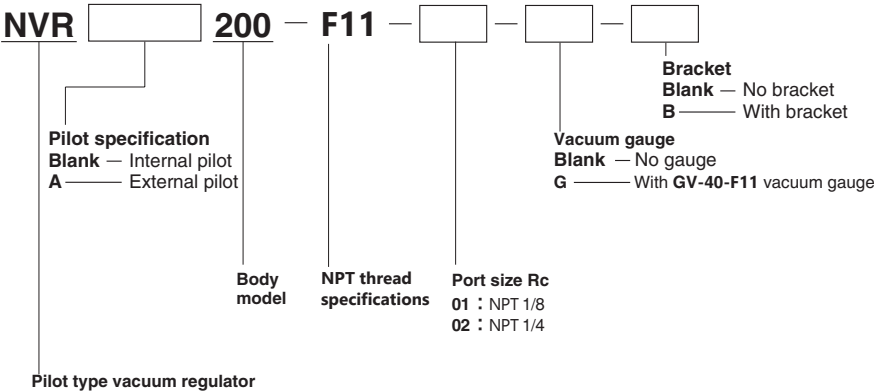 NVR 200 — F11 — — —
Bracket
Blank — No bracket
B — With bracket
Pilot specification
Blank — Internal pilot
A — External pilot
Vacuum gauge
Blank — No gauge
G — With GV-40-F11 vacuum gauge
Body
model
NPT thread
specifications
Port size Rc
01 : NPT 1/8
02 : NPT 1/4
Pilot type vacuum regulator